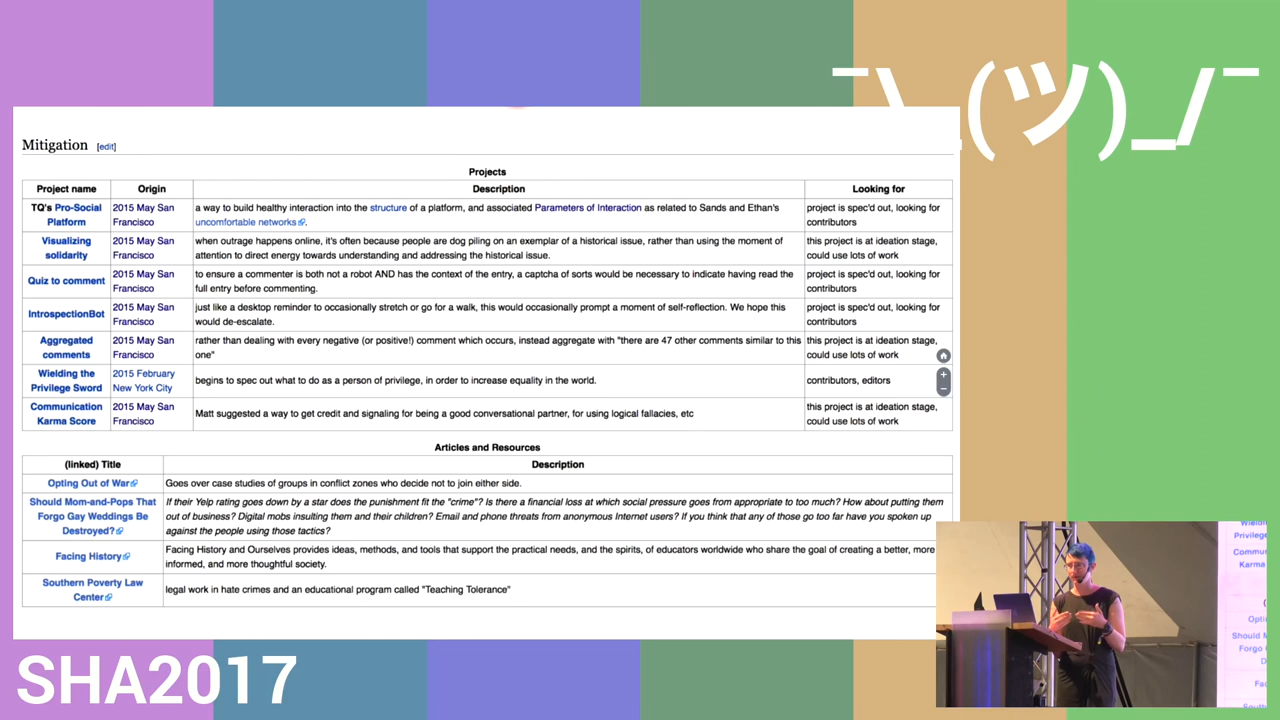 ¯\_(ツ)_/¯
Mitigation [edit]
Projects
Project name Origin Description Looking for
TQ's Pro-Social Platform 2015 May San Francisco a way to build healthy interaction into the structure of a platform, and associated Parameters of Interaction as related to Sands and Ethan's uncomfortable networks. project is spec'd out, looking for contributors
Visualizing solidarity 2015 May San Francisco when outrage happens online, it's often because people are dog piling on an exemplar of a historical issue, rather than using the moment of attention to direct energy towards understanding and addressing the historical issue. this project is at ideation stage, could use lots of work
Quiz to comment 2015 May San Francisco to ensure a commenter is both not a robot AND has the context of the entry, a captcha of sorts would be necessary to indicate having read the full entry before commenting. project is spec'd out, looking for contributors
IntrospectionBot 2015 May San Francisco just like a desktop reminder to occasionally stretch or go for a walk, this would occasionally prompt a moment of self-reflection. We hope this would de-escalate. project is spec'd out, looking for contributors
Aggregated comments 2015 May San Francisco rather than dealing with every negative (or positive!) comment which occurs, instead aggregate with "there are 47 other comments similar to this one" this project is at ideation stage, could use lots of work
Wielding the Privilege Sword 2015 February New York City begins to spec out what to do as a person of privilege, in order to increase equality in the world. contributors, editors
Communication Karma Score 2015 May San Francisco Matt suggested a way to get credit and signaling for being a good conversational partner, for using logical fallacies, etc this project is at ideation stage, could use lots of work
Articles and Resources
(linked) Title Description
Opting Out of War Goes over case studies of groups in conflict zones who decide not to join either side.
Should Mom-and-Pops That Forgo Gay Weddings Be Destroyed? If their Yelp rating goes down by a star does the punishment fit the "crime"? Is there a financial loss at which social pressure goes from appropriate to too much? How about putting them out of business? Digital mobs insulting them and their children? Email and phone threats from anonymous Internet users? If you think that any of those go too far have you spoken up against the people using those tactics?
Facing History Facing History and Ourselves provides ideas, methods, and tools that support the practical needs, and the spirits, of educators worldwide who share the goal of creating a better, more informed, and more thoughtful society.
Southern Poverty Law Center legal work in hate crimes and an educational program called "Teaching Tolerance"
SHA2017